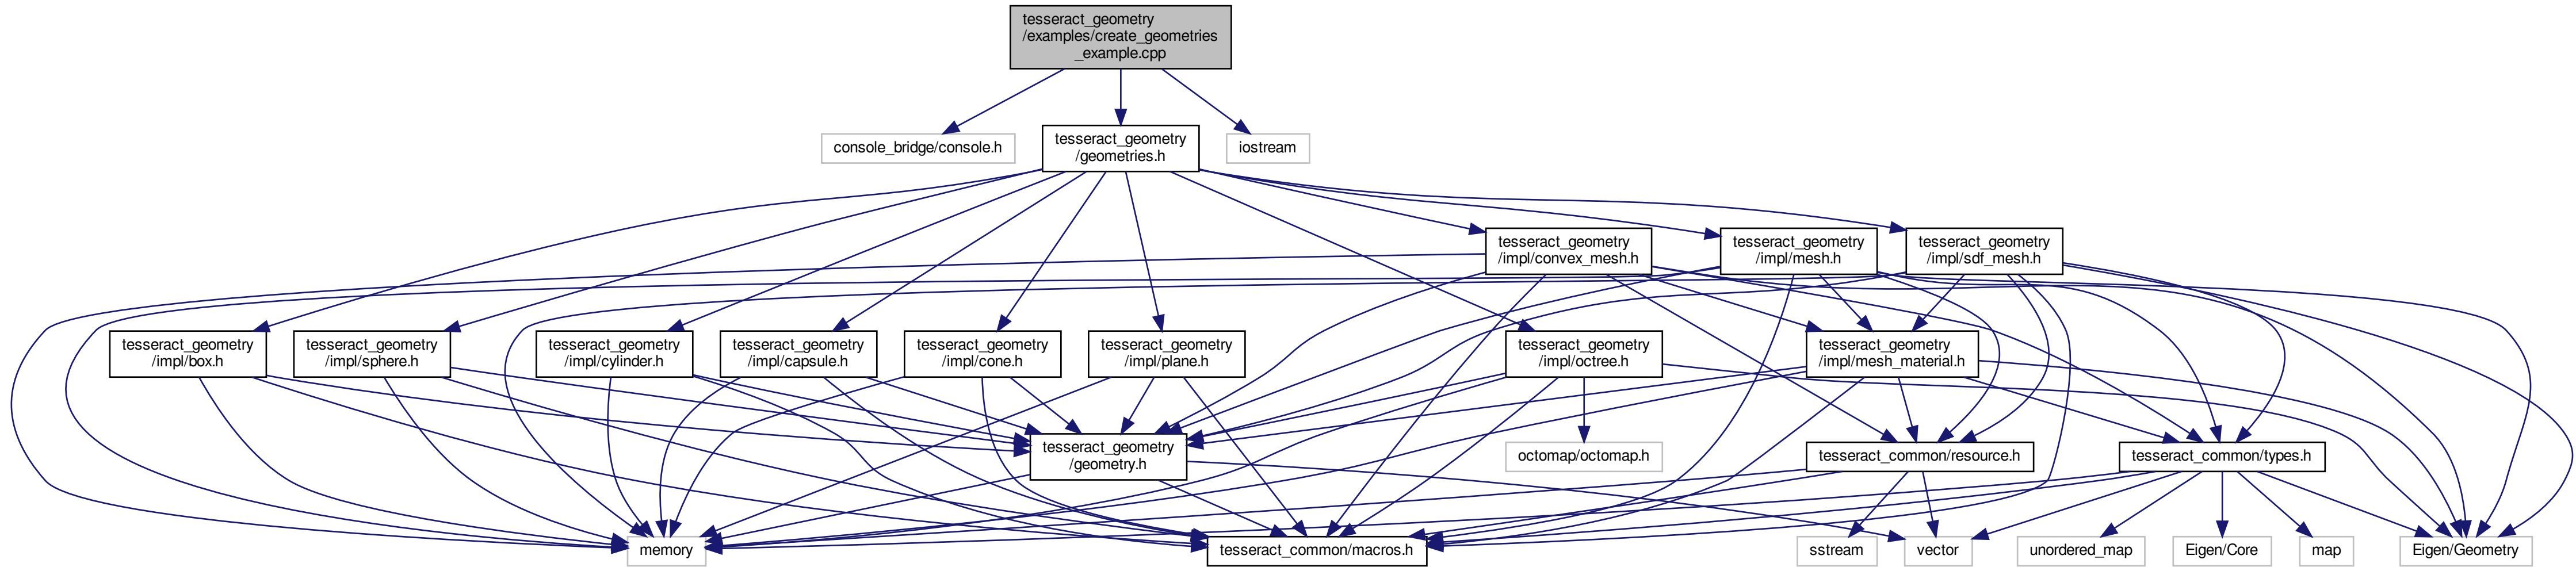 tesseract_geometry
/examples/create_geometries
_example.cpp
console_bridge/console.h
tesseract_geometry
/geometries.h
iostream
tesseract_geometry
/impl/convex_mesh.h
tesseract_geometry
/impl/mesh.h
tesseract_geometry
/impl/sdf_mesh.h
tesseract_geometry
/impl/box.h
tesseract_geometry
/impl/sphere.h
tesseract_geometry
/impl/cylinder.h
tesseract_geometry
/impl/capsule.h
tesseract_geometry
/impl/cone.h
tesseract_geometry
/impl/plane.h
tesseract_geometry
/impl/octree.h
tesseract_geometry
/impl/mesh_material.h
tesseract_geometry
/geometry.h
octomap/octomap.h
tesseract_common/resource.h
tesseract_common/types.h
memory
tesseract_common/macros.h
sstream
vector
unordered_map
Eigen/Core
map
Eigen/Geometry